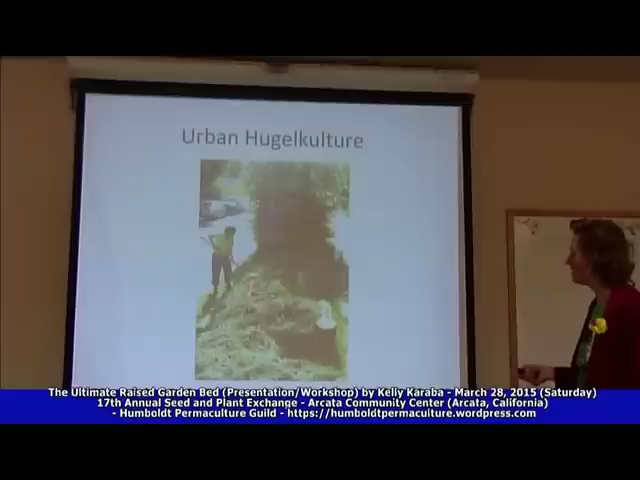 Urban Hugelkulture
The Ultimate Raised Garden Bed (Presentation/Workshop) by Kelly Karaba - March 28, 2015 (Saturday)
17th Annual Seed and Plant Exchange - Arcata Community Center (Arcata, California)
- Humboldt Permaculture Guild - https://humboldtpermaculture.wordpress.com